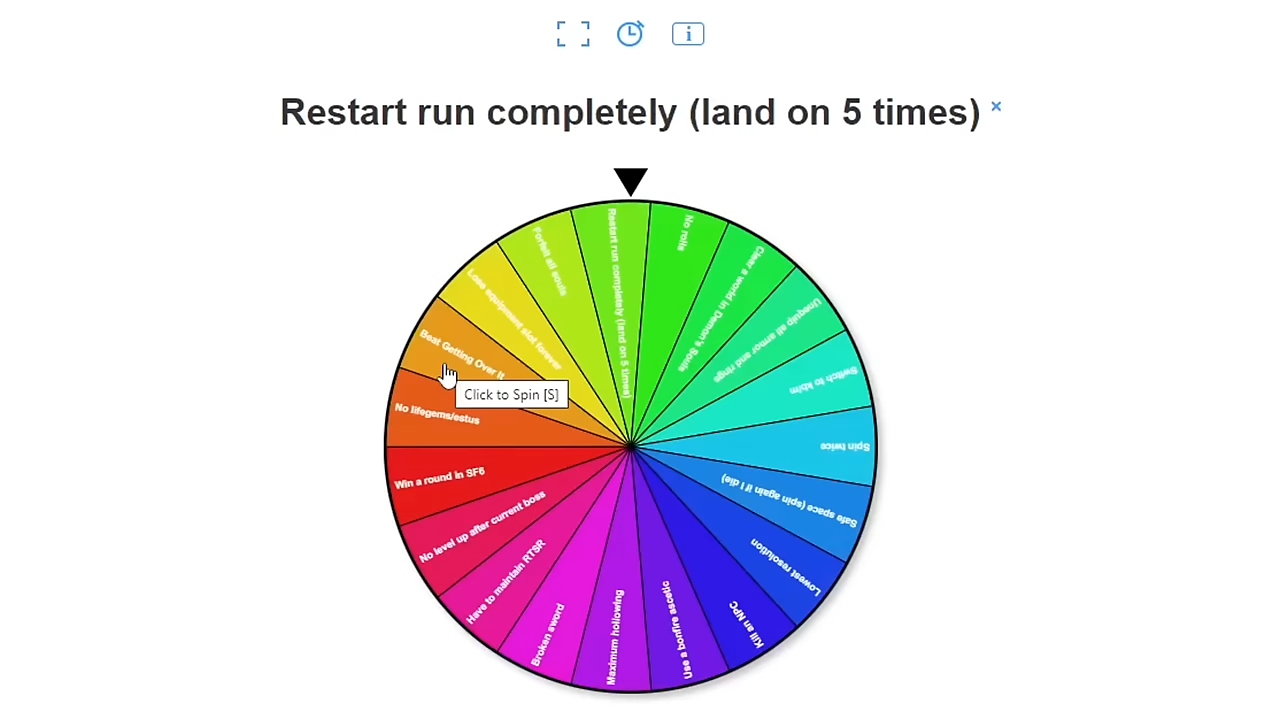 i
Restart run completely (land on 5 times) ×
Restart run completely (land on 5 times)
No rolls
Clear a world in Demon's Souls
Unequip all armor and rings
Switch to kb/m
Spin twice
Safe space (spin again if I die)
Lowest resolution
Kill an NPC
Use a bonfire ascetic
Maximum hollowing
Broken sword
Have to maintain RTSR
No level up after current boss
Win a round in SF6
No lifegems/estus
Beat Getting Over It
Lose equipment slot forever
Forfeit all souls
Click to Spin [S]